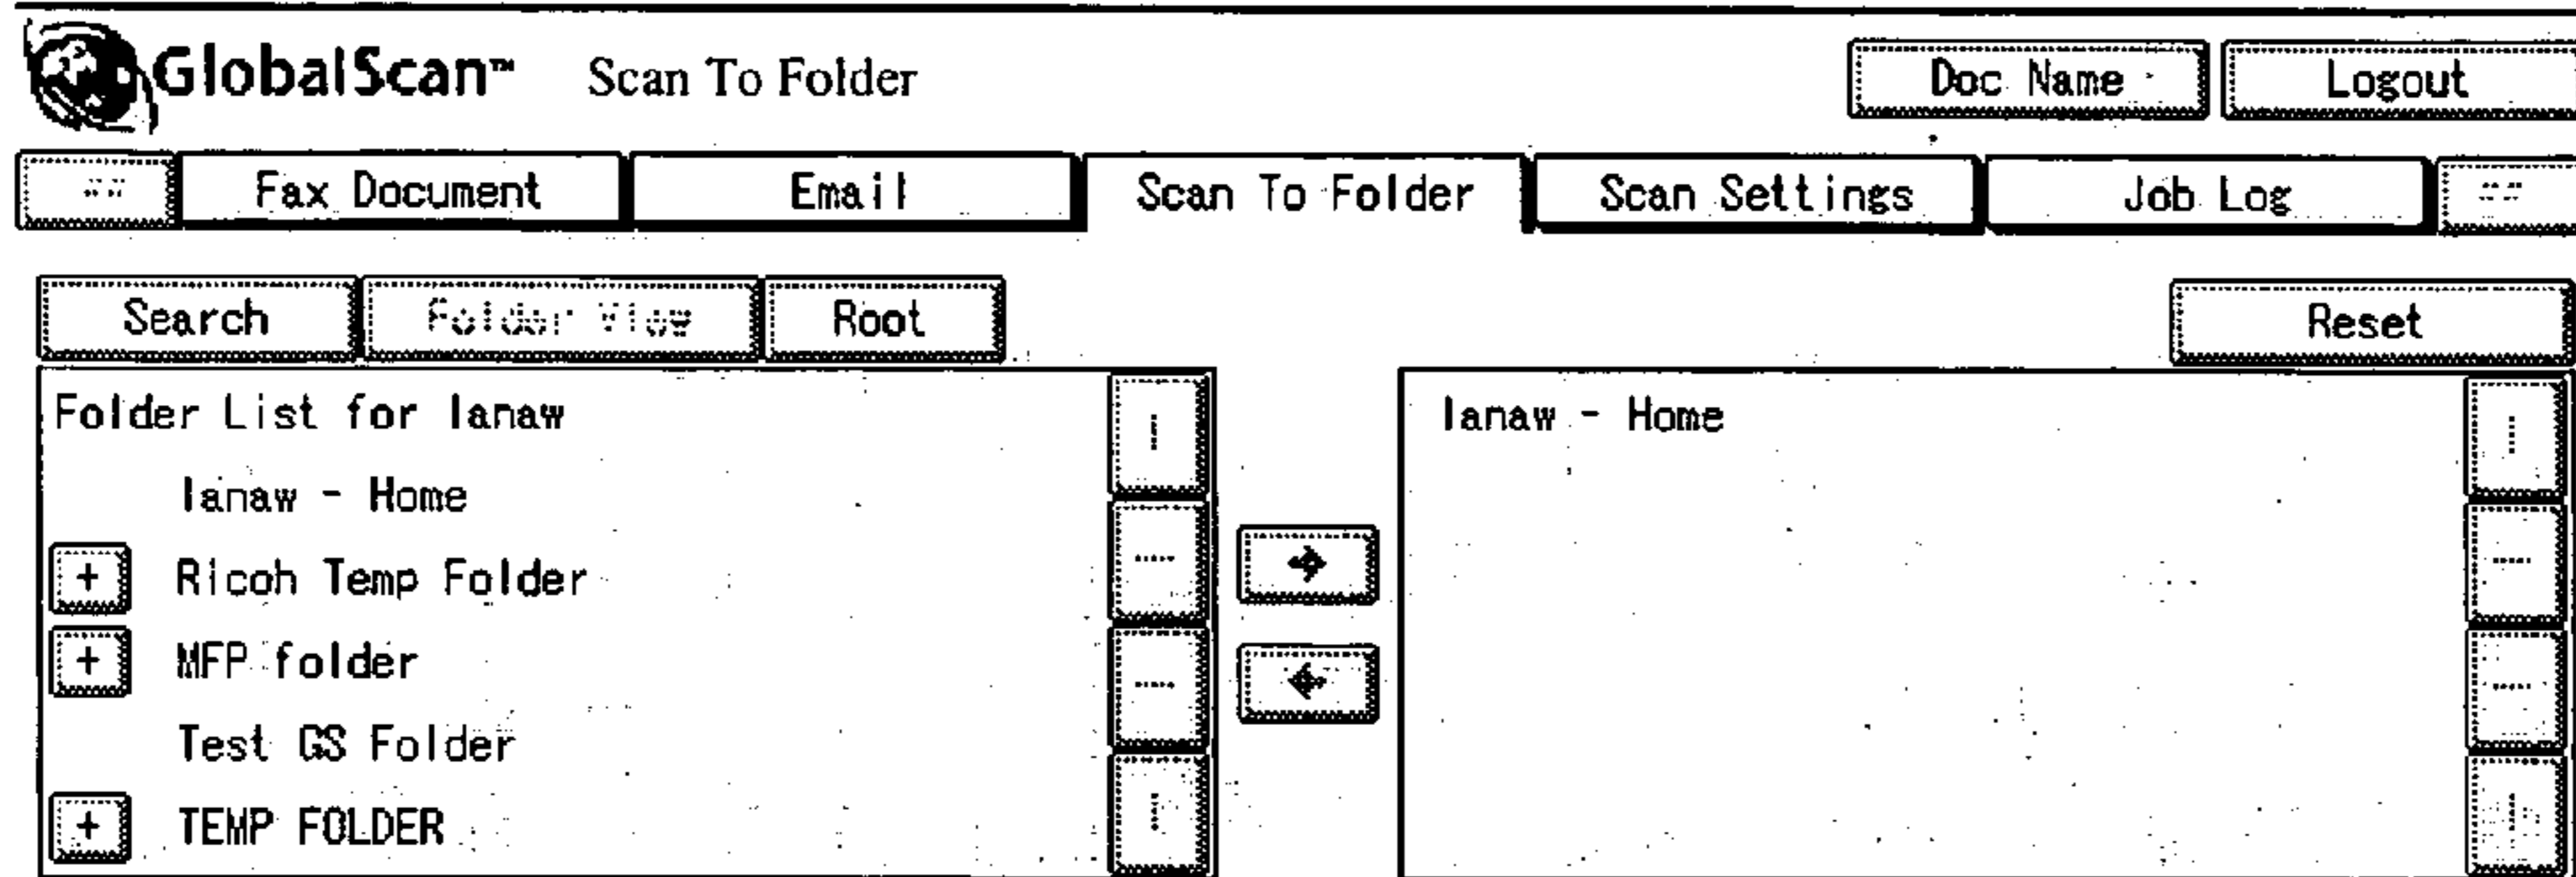 GlobalScan™ Scan To Folder Doc Name Logout
Fax Document Email Scan To Folder Scan Settings Job Log
Search Folder View Root Reset
Folder List for lanaw
lanaw - Home
+ Ricoh Temp Folder
+ MFP folder
Test GS Folder
+ TEMP FOLDER
→
←
lanaw - Home